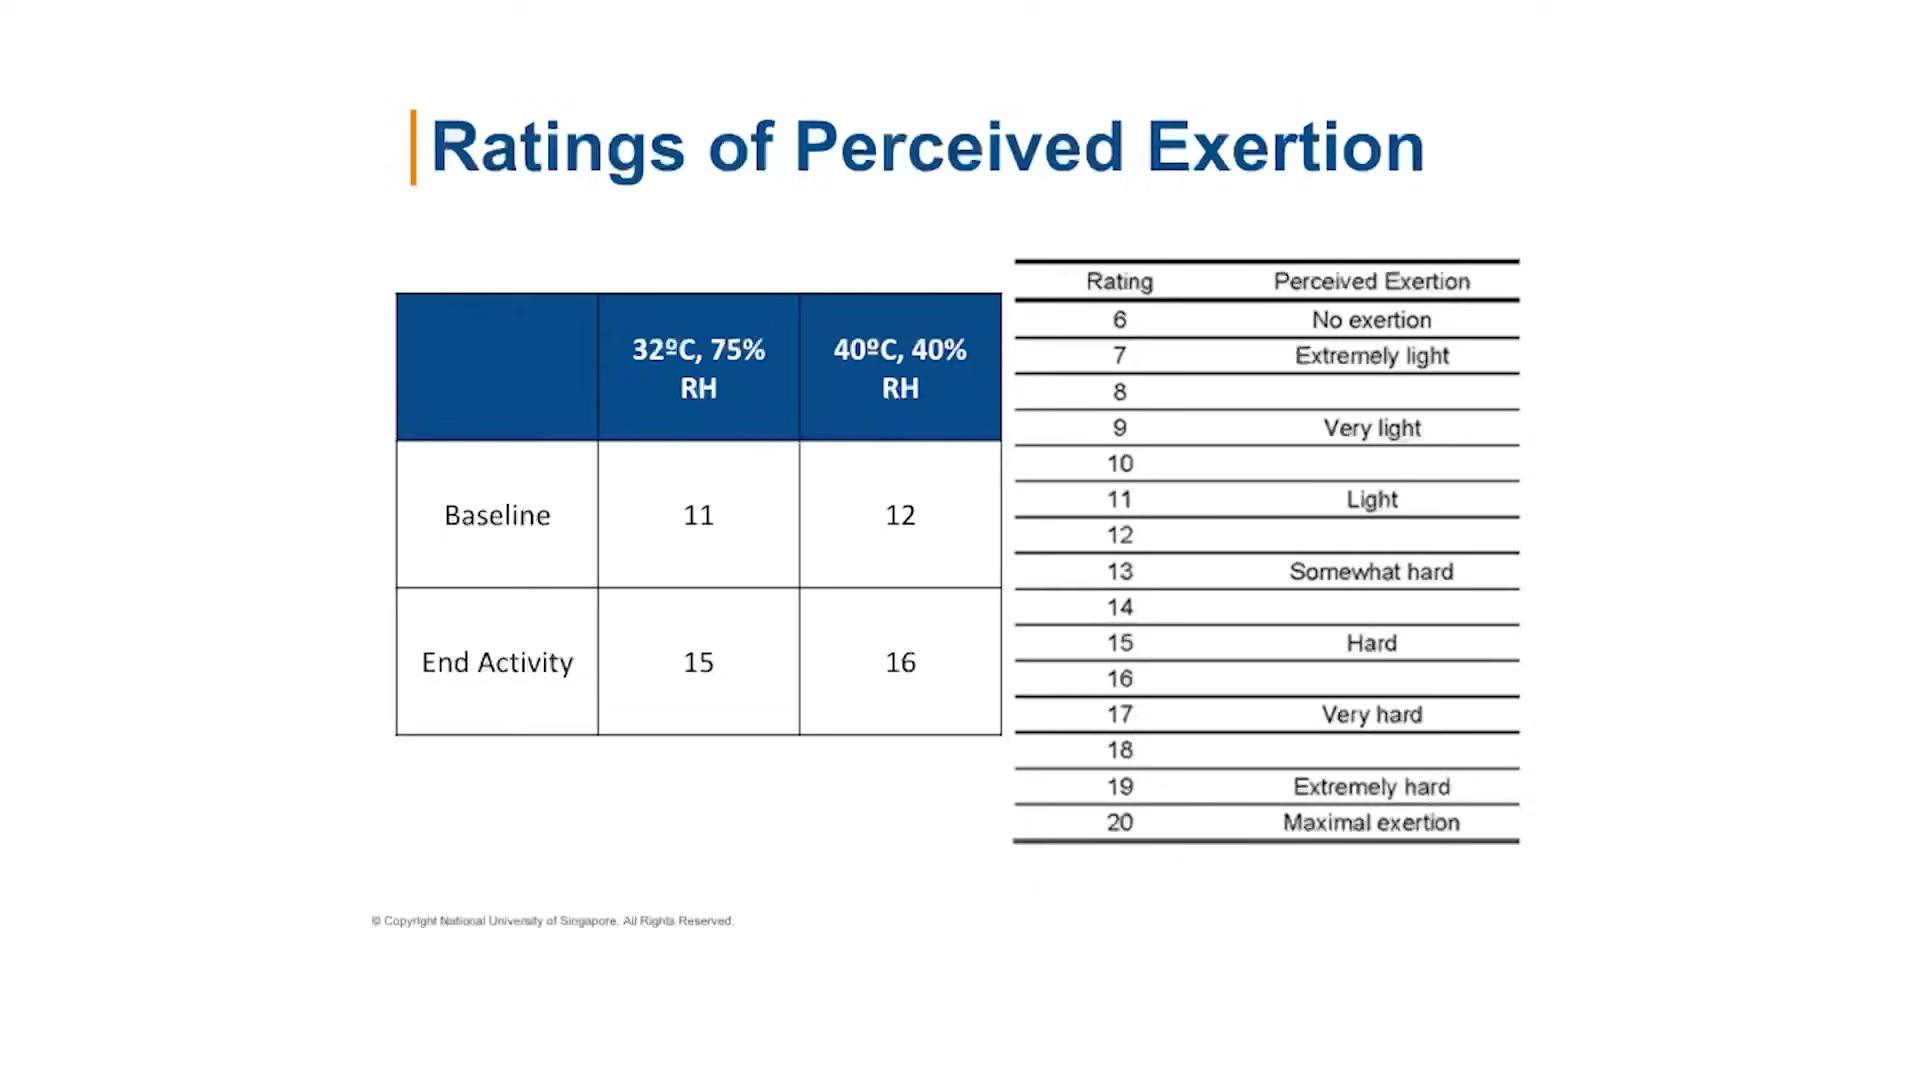 Ratings of Perceived Exertion
32ºC, 75% RH
40ºC, 40% RH
Baseline 11 12
End Activity 15 16
Rating Perceived Exertion
6 No exertion
7 Extremely light
8
9 Very light
10
11 Light
12
13 Somewhat hard
14
15 Hard
16
17 Very hard
18
19 Extremely hard
20 Maximal exertion
© Copyright National University of Singapore. All Rights Reserved.